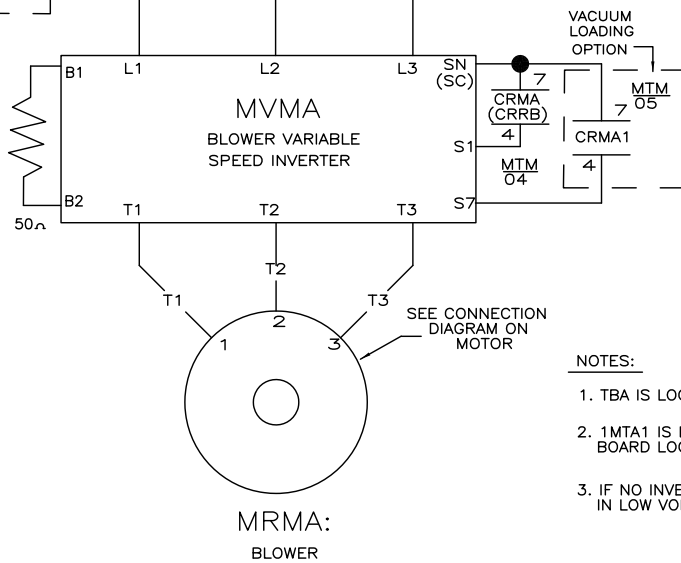 VACUUM
LOADING
OPTION
B1
L1
L2
L3
SN
(SC)
7
CRMA
(CRRB)
4
MTM
05
7
CRMA1
4
MVMA
BLOWER VARIABLE
SPEED INVERTER
S1
MTM
04
B2
T1
T2
T3
S7
50Ω
T2
T1
T3
SEE CONNECTION
DIAGRAM ON
MOTOR
1
2
3
NOTES:
1. TBA IS
2. 1MTA1 IS
BOARD
3. IF NO
IN LOW
MRMA:
BLOWER